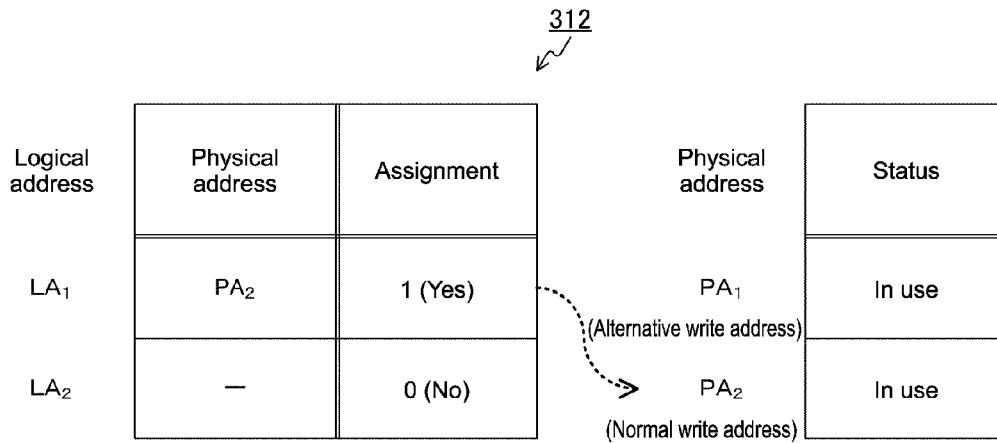 312
Logical
address
Physical
address
Assignment
Physical
address
Status
LA₁
PA₂
1 (Yes)
PA₁
(Alternative write address)
In use
LA₂
—
0 (No)
PA₂
(Normal write address)
In use